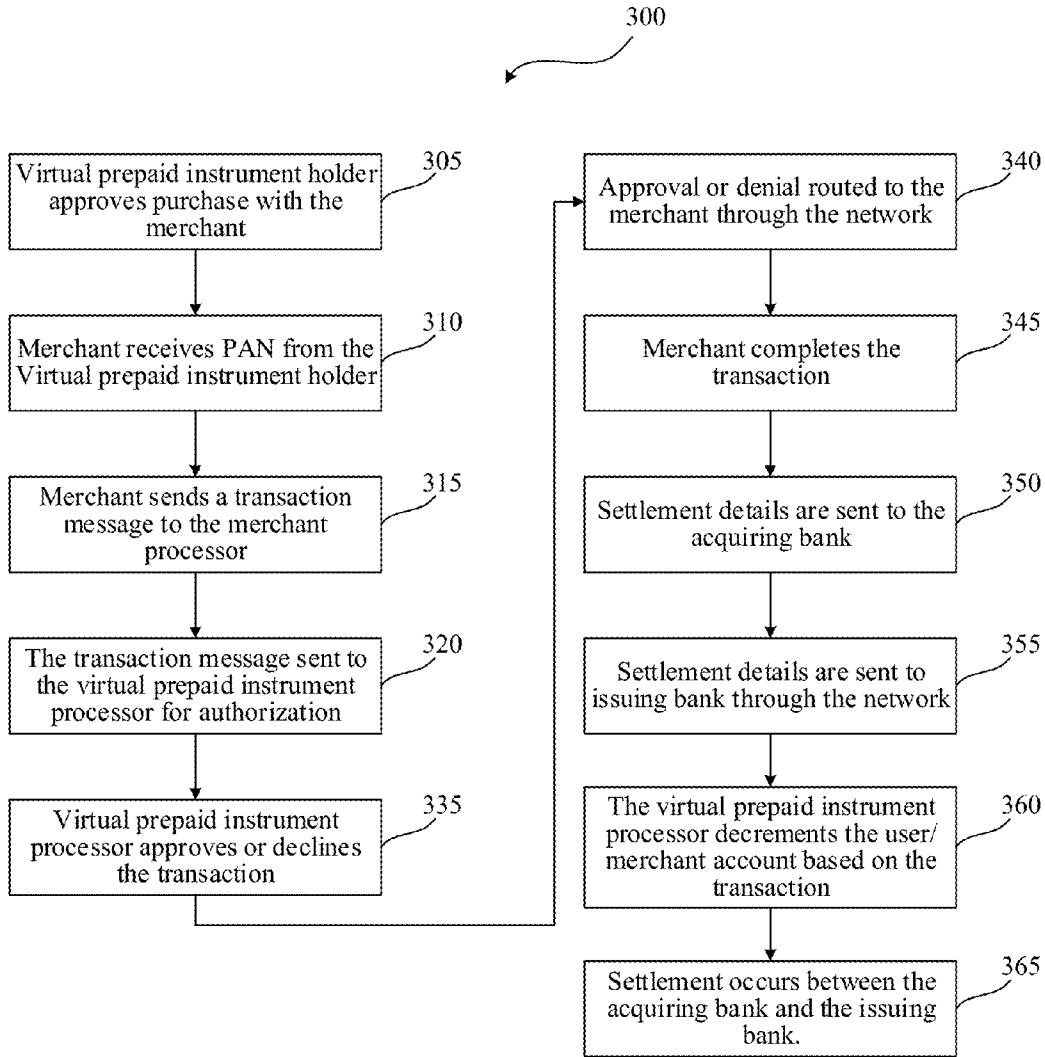 300
Virtual prepaid instrument holder
approves purchase with the
merchant
305
Merchant receives PAN from the
Virtual prepaid instrument holder
310
Merchant sends a transaction
message to the merchant
processor
315
The transaction message sent to
the virtual prepaid instrument
processor for authorization
320
Virtual prepaid instrument
processor approves or declines
the transaction
335
Approval or denial routed to the
merchant through the network
340
Merchant completes the
transaction
345
Settlement details are sent to the
acquiring bank
350
Settlement details are sent to
issuing bank through the network
355
The virtual prepaid instrument
processor decrements the user/
merchant account based on the
transaction
360
Settlement occurs between the
acquiring bank and the issuing
bank.
365